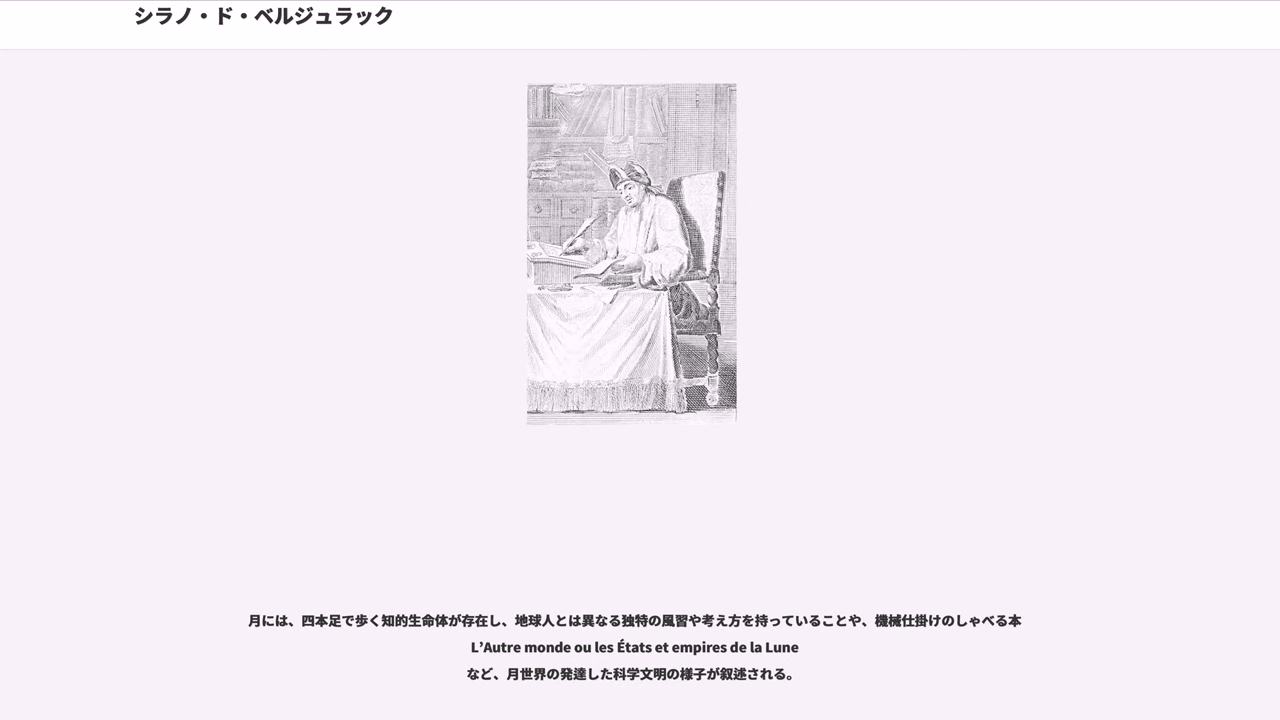 シラノ・ド・ベルジュラック
月には、四本足で歩く知的生命体が存在し、地球人とは異なる独特の風習や考え方を持っていることや、機械仕掛けのしゃべる本
L’Autre monde ou les États et empires de la Lune
など、月世界の発達した科学文明の様子が叙述される。